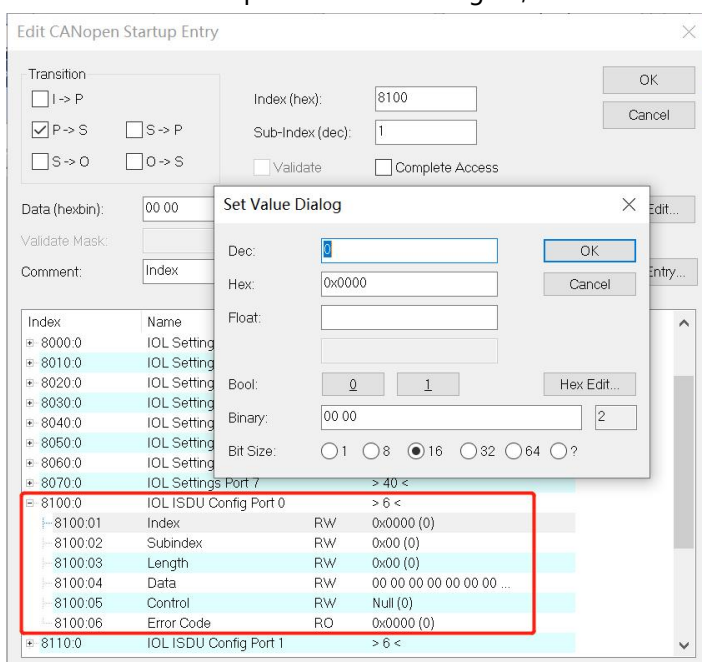 Edit CANopen Startup Entry
Transition
I -> P
P -> S
S -> P
S -> O
O -> S
Index (hex):
8100
Sub-Index (dec):
1
Validate
Complete Access
OK
Cancel
Data (hexbin):
00 00
Edit...
Validate Mask:
Comment:
Index
Entry...
Set Value Dialog
Dec:
0
OK
Hex:
0x0000
Cancel
Float:
Bool:
0
1
Hex Edit...
Binary:
00 00
2
Bit Size:
1
8
16
32
64
?
Index Name
8000:0 IOL Setting
8010:0 IOL Setting
8020:0 IOL Setting
8030:0 IOL Setting
8040:0 IOL Setting
8050:0 IOL Setting
8060:0 IOL Setting
8070:0 IOL Settings Port 7 > 40 <
8100:0 IOL ISDU Config Port 0 > 6 <
8100:01 Index RW 0x0000 (0)
8100:02 Subindex RW 0x00 (0)
8100:03 Length RW 0x00 (0)
8100:04 Data RW 00 00 00 00 00 00 00 ...
8100:05 Control RW Null (0)
8100:06 Error Code RO 0x0000 (0)
8110:0 IOL ISDU Config Port 1 > 6 <